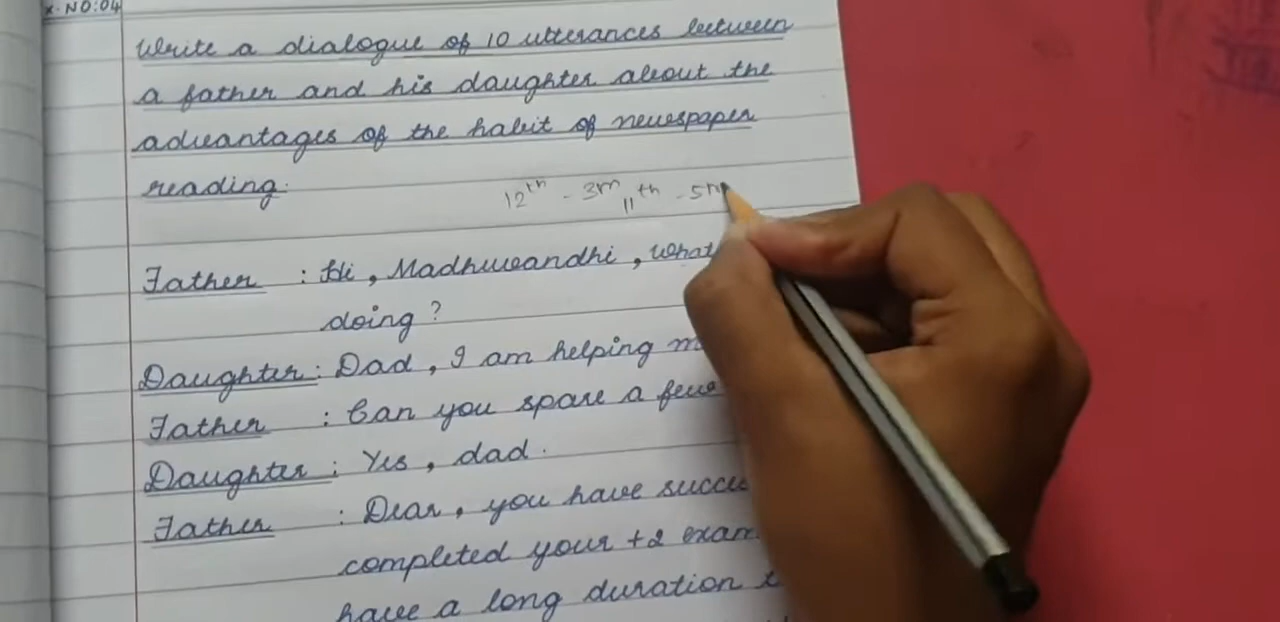 X. NO:04
Write a dialogue of 10 utterances between
a father and his daughter about the
advantages of the habit of newspaper
reading.
12th - 3m 11th - 5m
Father : Hi, Madhuvandhi, what
doing?
Daughter : Dad, I am helping
Father : Can you spare a few
Daughter : Yes, dad.
Father : Dear, you have
completed your +2 exam
have a long duration